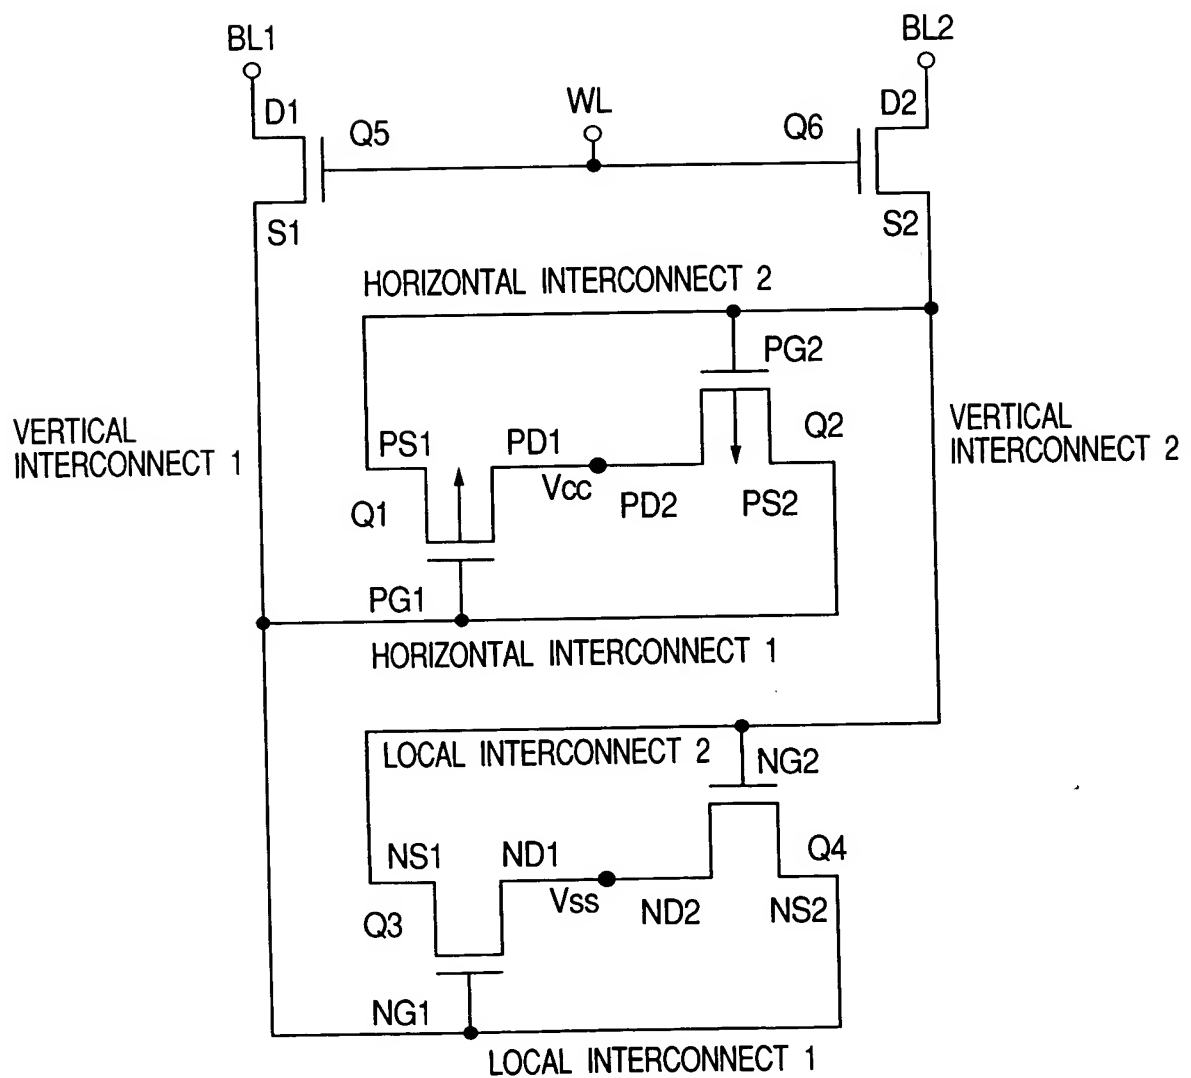 BL1
BL2
D1
Q5
WL
Q6
D2
S1
S2
HORIZONTAL INTERCONNECT 2
PG2
VERTICAL
INTERCONNECT 1
PS1
PD1
Q2
VERTICAL
INTERCONNECT 2
Vcc
Q1
PD2
PS2
PG1
HORIZONTAL INTERCONNECT 1
LOCAL INTERCONNECT 2
NG2
NS1
ND1
Q4
Vss
Q3
ND2
NS2
NG1
LOCAL INTERCONNECT 1